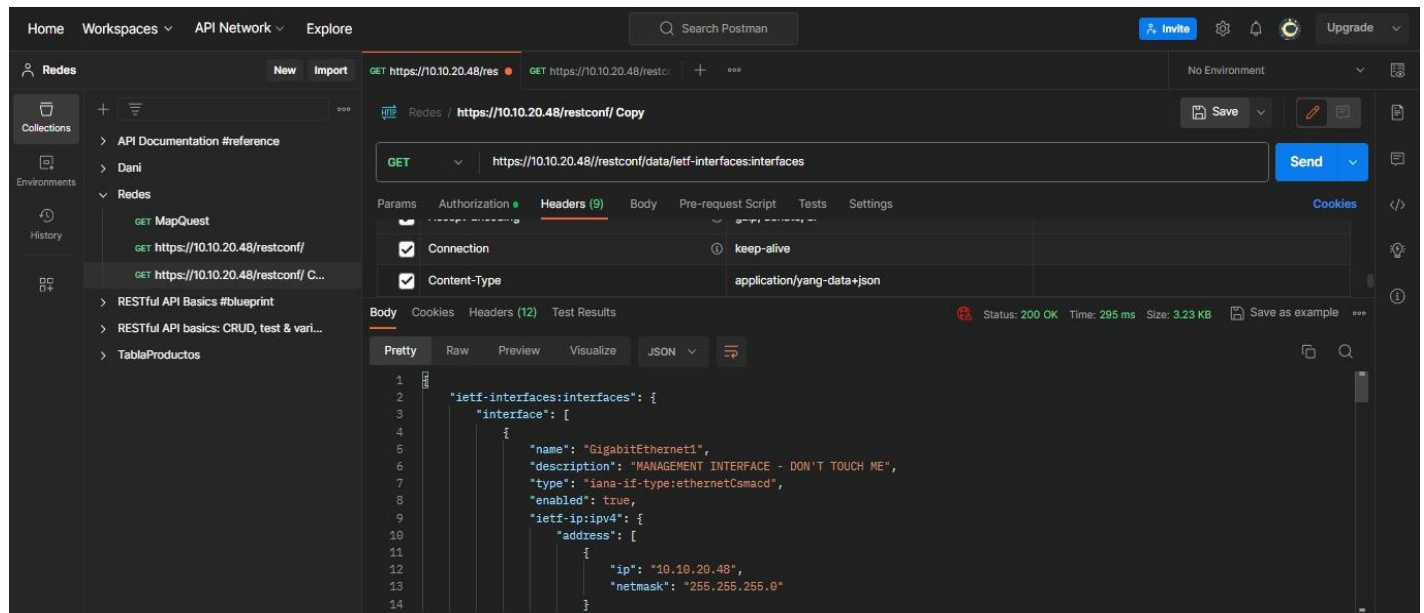 Home Workspaces API Network Explore Search Postman Invite Upgrade
Redes New Import GET https://10.10.20.48/res GET https://10.10.20.48/restcr No Environment
Collections
Environments
History
API Documentation #reference
Dani
Redes
GET MapQuest
GET https://10.10.20.48/restconf/
GET https://10.10.20.48/restconf/ C...
RESTful API Basics #blueprint
RESTful API basics: CRUD, test & vari...
TablaProductos
HTTP Redes / https://10.10.20.48/restconf/ Copy Save
GET https://10.10.20.48//restconf/data/ietf-interfaces:interfaces Send
Params Authorization Headers (9) Body Pre-request Script Tests Settings Cookies
Connection keep-alive
Content-Type application/yang-data+json
Body Cookies Headers (12) Test Results Status: 200 OK Time: 295 ms Size: 3.23 KB Save as example
Pretty Raw Preview Visualize JSON
1 {
2 "ietf-interfaces:interfaces": {
3 "interface": [
4 {
5 "name": "GigabitEthernet1",
6 "description": "MANAGEMENT INTERFACE - DON'T TOUCH ME",
7 "type": "iana-if-type:ethernetCsmacd",
8 "enabled": true,
9 "ietf-ip:ipv4": {
10 "address": [
11 {
12 "ip": "10.10.20.48",
13 "netmask": "255.255.255.0"
14 }